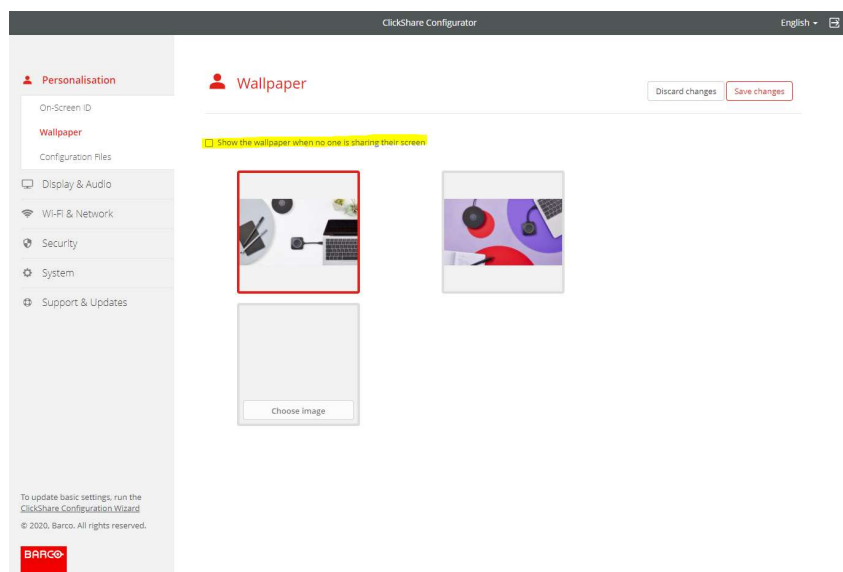 ClickShare Configurator
English
Personalisation
On-Screen ID
Wallpaper
Configuration Files
Display & Audio
Wi-Fi & Network
Security
System
Support & Updates
To update basic settings, run the
ClickShare Configuration Wizard
© 2020, Barco. All rights reserved.
BARCO
Wallpaper
Discard changes
Save changes
Show the wallpaper when no one is sharing their screen
Choose image